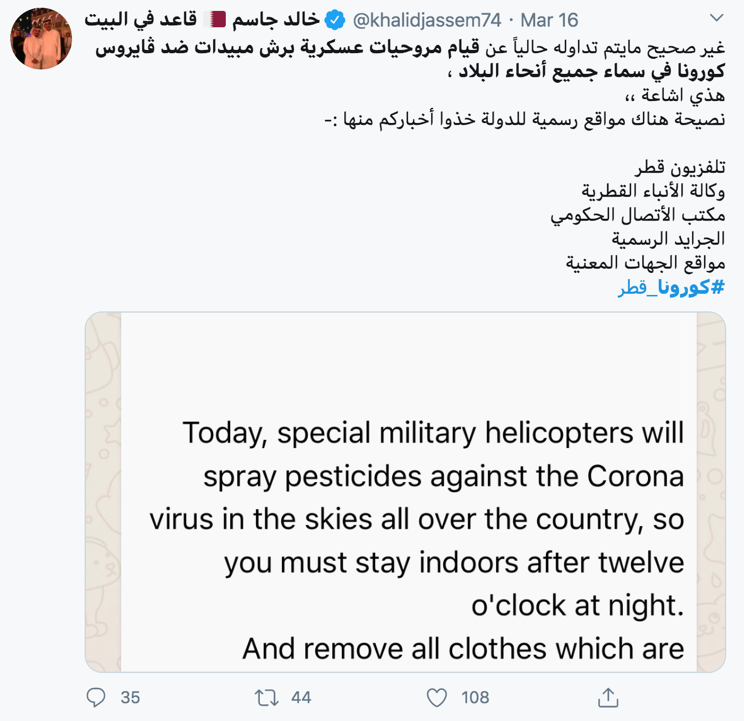 خالد جاسم 🇶🇦 قاعد في البيت @khalidjassem74 · Mar 16
غير صحيح مايتم تداوله حالياً عن قيام مروحيات عسكرية برش مبيدات ضد ڤايروس
كورونا في سماء جميع أنحاء البلاد ،
هذي اشاعة ،،
نصيحة هناك مواقع رسمية للدولة خذوا أخباركم منها :-
تلفزيون قطر
وكالة الأنباء القطرية
مكتب الأتصال الحكومي
الجرايد الرسمية
مواقع الجهات المعنية
#كورونا_قطر
Today, special military helicopters will
spray pesticides against the Corona
virus in the skies all over the country, so
you must stay indoors after twelve
o'clock at night.
And remove all clothes which are
35 44 108